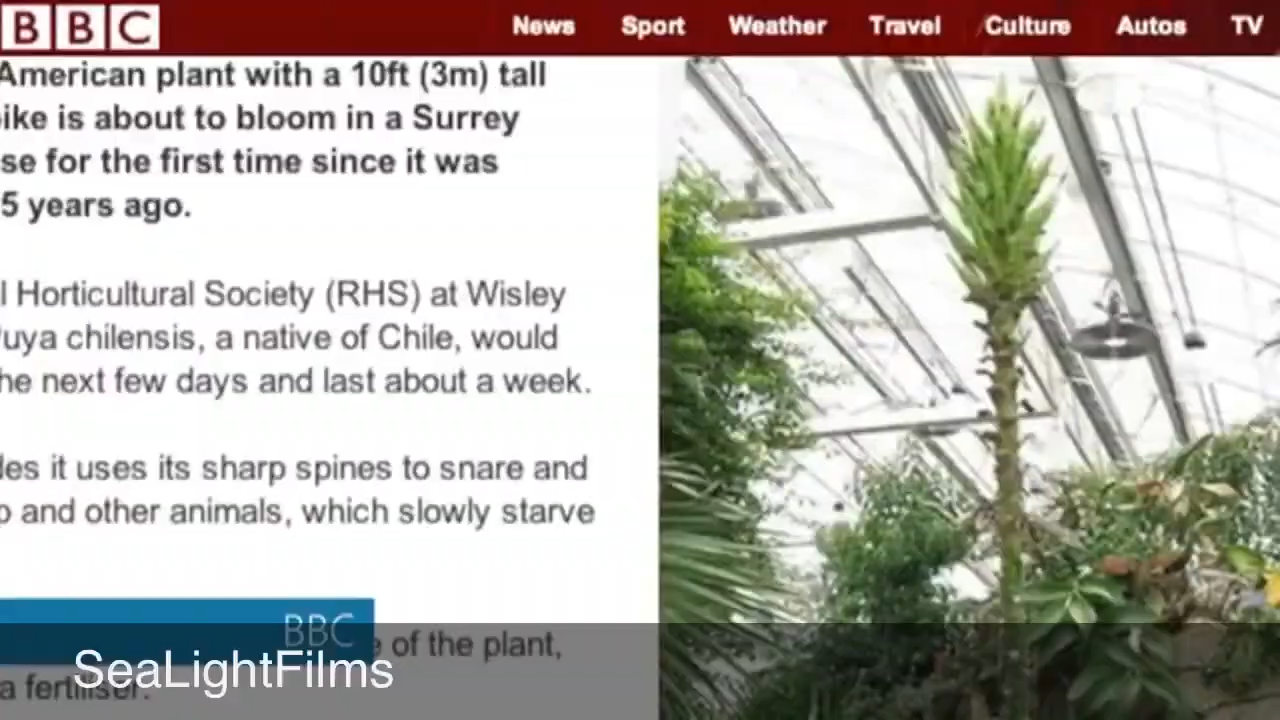 BBC News Sport Weather Travel Culture Autos TV
American plant with a 10ft (3m) tall
ike is about to bloom in a Surrey
se for the first time since it was
5 years ago.
l Horticultural Society (RHS) at Wisley
uya chilensis, a native of Chile, would
he next few days and last about a week.
les it uses its sharp spines to snare and
p and other animals, which slowly starve
BBC
e of the plant,
SeaLightFilms
a fertiliser.